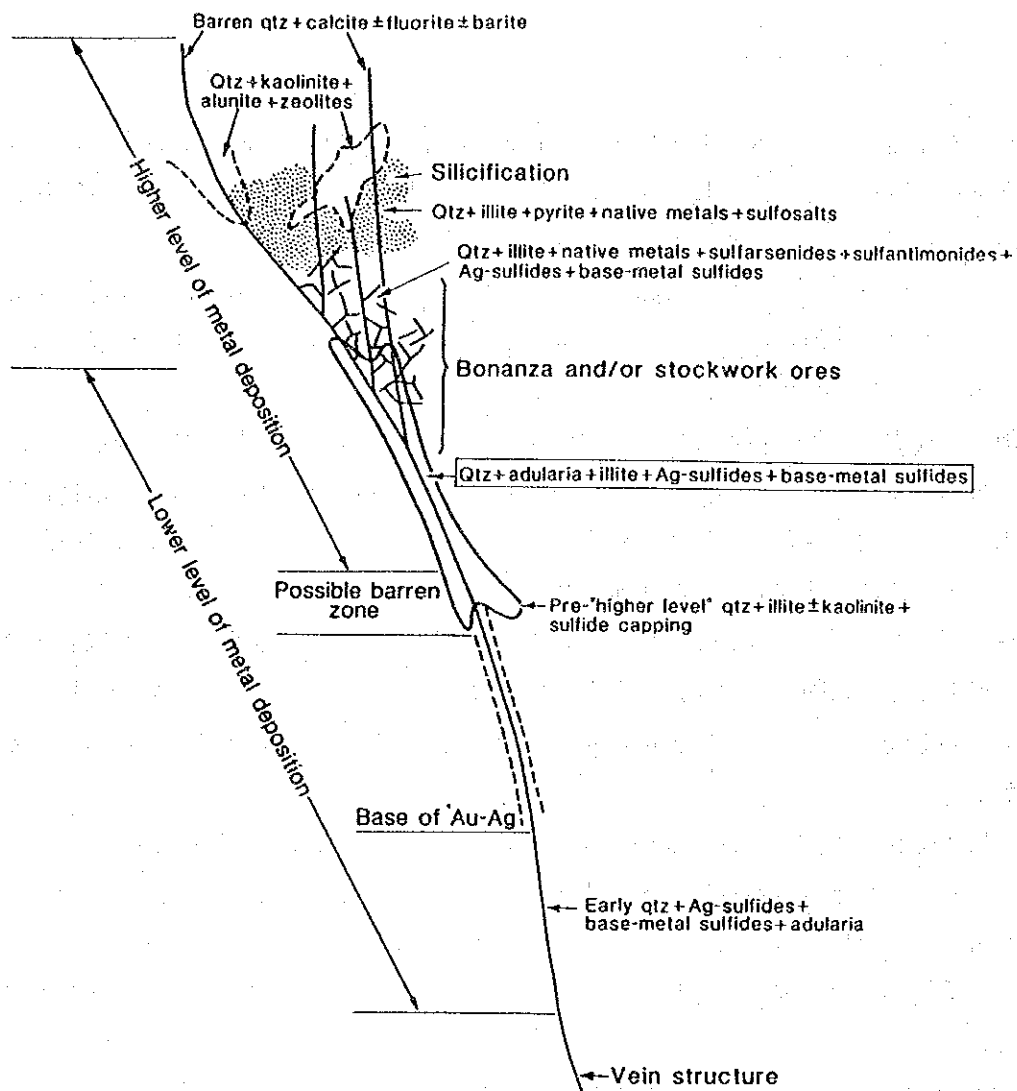 Barren qtz + calcite ± fluorite ± barite
Qtz + kaolinite +
alunite + zeolites
Silicification
Qtz + illite + pyrite + native metals + sulfosalts
Qtz + illite + native metals + sulfarsenides + sulfantimonides +
Ag-sulfides + base-metal sulfides
Higher level of metal deposition
Bonanza and/or stockwork ores
Qtz + adularia + illite + Ag-sulfides + base-metal sulfides
Lower level of metal deposition
Possible barren
zone
Pre-"higher level" qtz + illite ± kaolinite +
sulfide capping
Base of Au-Ag
Early qtz + Ag-sulfides +
base-metal sulfides + adularia
Vein structure